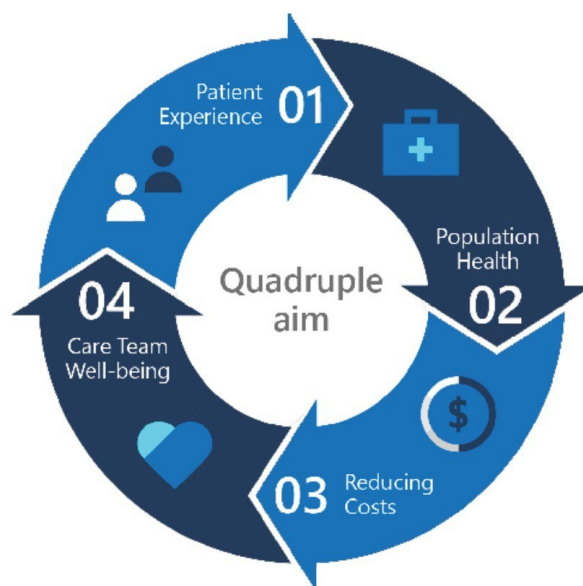 Patient
Experience
01
Population
Health
02
Quadruple
aim
04
Care Team
Well-being
$
03
Reducing
Costs